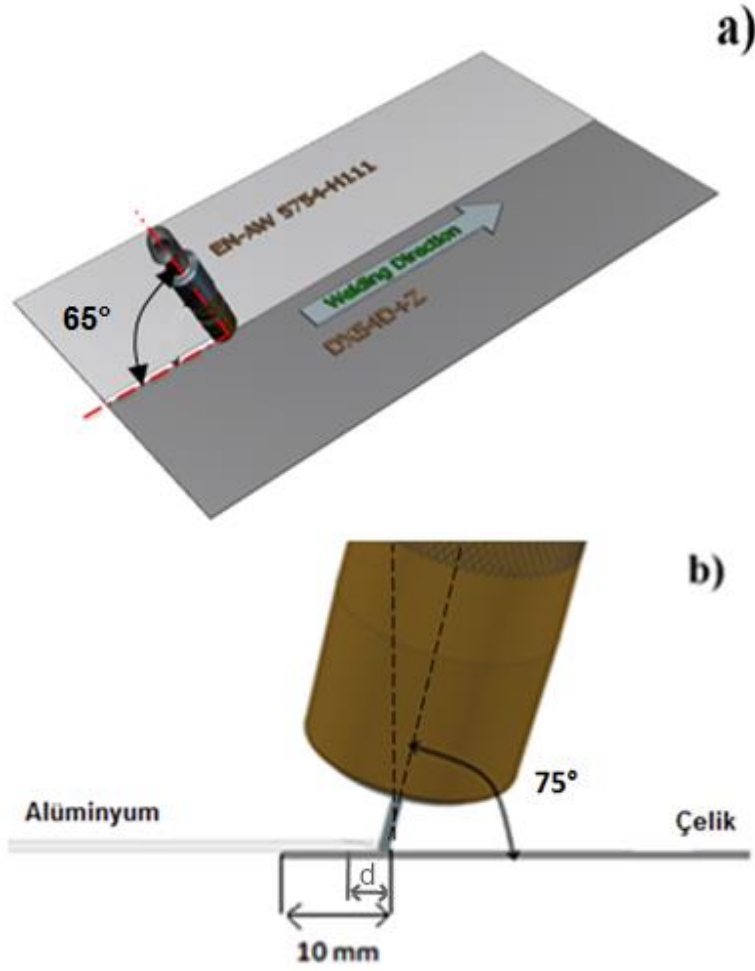 a)
EN-AW 5754-H111
65°
Welding Direction
DX54D+Z
b)
75°
Alüminyum
Çelik
d
10 mm